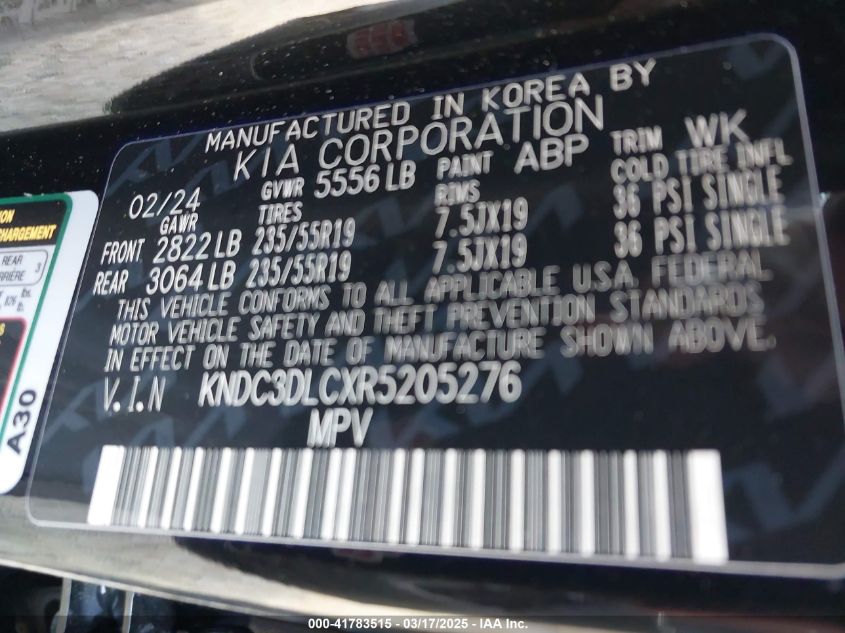 MANUFACTURED IN KOREA BY
KIA CORPORATION
02/24 GVWR 5556 LB PAINT ABP TRIM WK
GAWR TIRES RIMS COLD TIRE INFL
FRONT 2822 LB 235/55R19 7.5JX19 36 PSI SINGLE
REAR 3064 LB 235/55R19 7.5JX19 36 PSI SINGLE
THIS VEHICLE CONFORMS TO ALL APPLICABLE U.S.A. FEDERAL
MOTOR VEHICLE SAFETY AND THEFT PREVENTION STANDARDS
IN EFFECT ON THE DATE OF MANUFACTURE SHOWN ABOVE.
V.I.N KNDC3DLCXR5205276
MPV
CHARGEMENT
REAR 3
A30
000-41783515 - 03/17/2025 - IAA Inc.